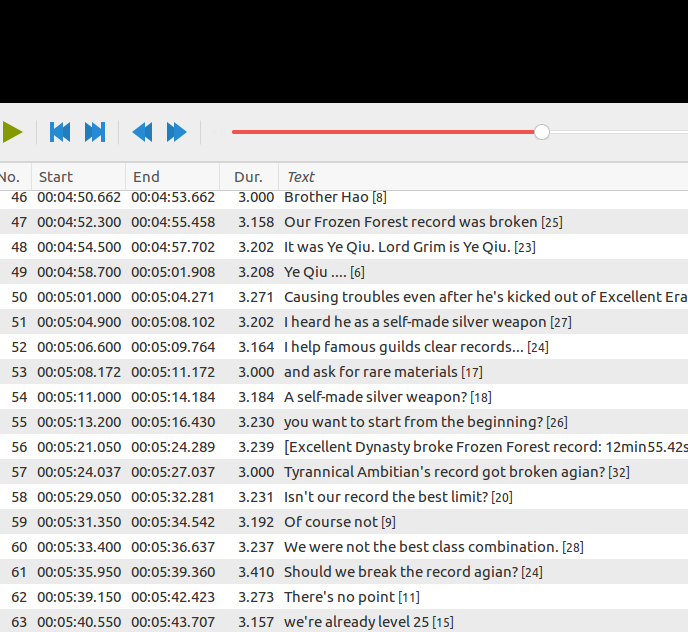 No. Start End Dur. Text
46 00:04:50.662 00:04:53.662 3.000 Brother Hao [8]
47 00:04:52.300 00:04:55.458 3.158 Our Frozen Forest record was broken [25]
48 00:04:54.500 00:04:57.702 3.202 It was Ye Qiu. Lord Grim is Ye Qiu. [23]
49 00:04:58.700 00:05:01.908 3.208 Ye Qiu .... [6]
50 00:05:01.000 00:05:04.271 3.271 Causing troubles even after he's kicked out of Excellent Era
51 00:05:04.900 00:05:08.102 3.202 I heard he as a self-made silver weapon [27]
52 00:05:06.600 00:05:09.764 3.164 I help famous guilds clear records... [24]
53 00:05:08.172 00:05:11.172 3.000 and ask for rare materials [17]
54 00:05:11.000 00:05:14.184 3.184 A self-made silver weapon? [18]
55 00:05:13.200 00:05:16.430 3.230 you want to start from the beginning? [26]
56 00:05:21.050 00:05:24.289 3.239 [Excellent Dynasty broke Frozen Forest record: 12min55.42s
57 00:05:24.037 00:05:27.037 3.000 Tyrannical Ambitian's record got broken agian? [32]
58 00:05:29.050 00:05:32.281 3.231 Isn't our record the best limit? [20]
59 00:05:31.350 00:05:34.542 3.192 Of course not [9]
60 00:05:33.400 00:05:36.637 3.237 We were not the best class combination. [28]
61 00:05:35.950 00:05:39.360 3.410 Should we break the record agian? [24]
62 00:05:39.150 00:05:42.423 3.273 There's no point [11]
63 00:05:40.550 00:05:43.707 3.157 we're already level 25 [15]